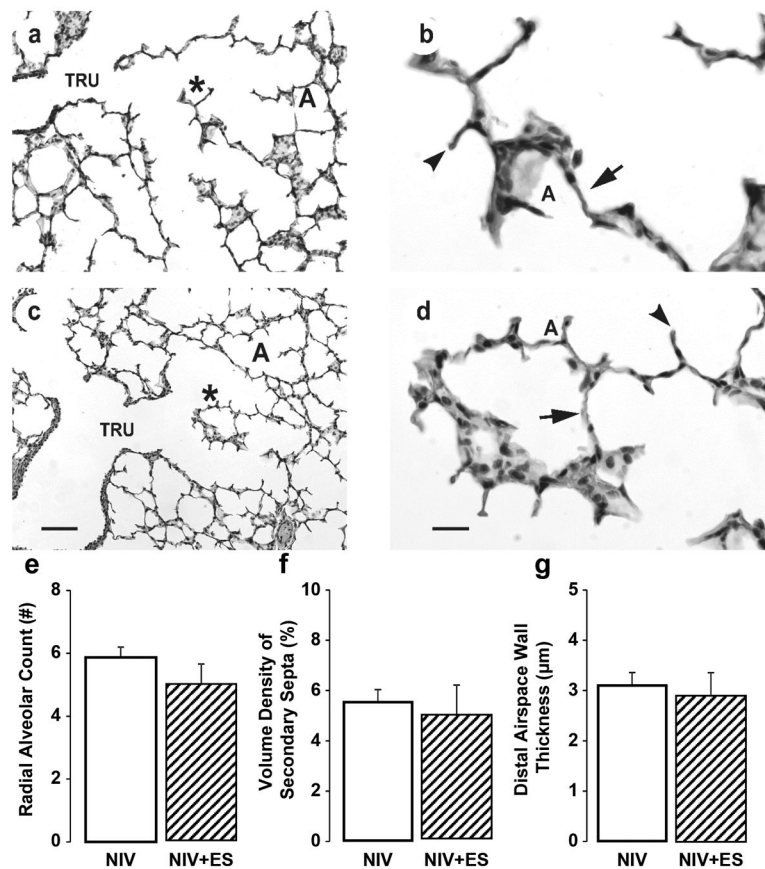 a
TRU
*
A
b
A
c
A
*
TRU
d
A
e
Radial Alveolar Count (#)
8
6
4
2
0
NIV
NIV+ES
f
Volume Density of
Secondary Septa (%)
10
8
6
4
2
0
NIV
NIV+ES
g
Distal Airspace Wall
Thickness (µm)
5
4
3
2
1
0
NIV
NIV+ES